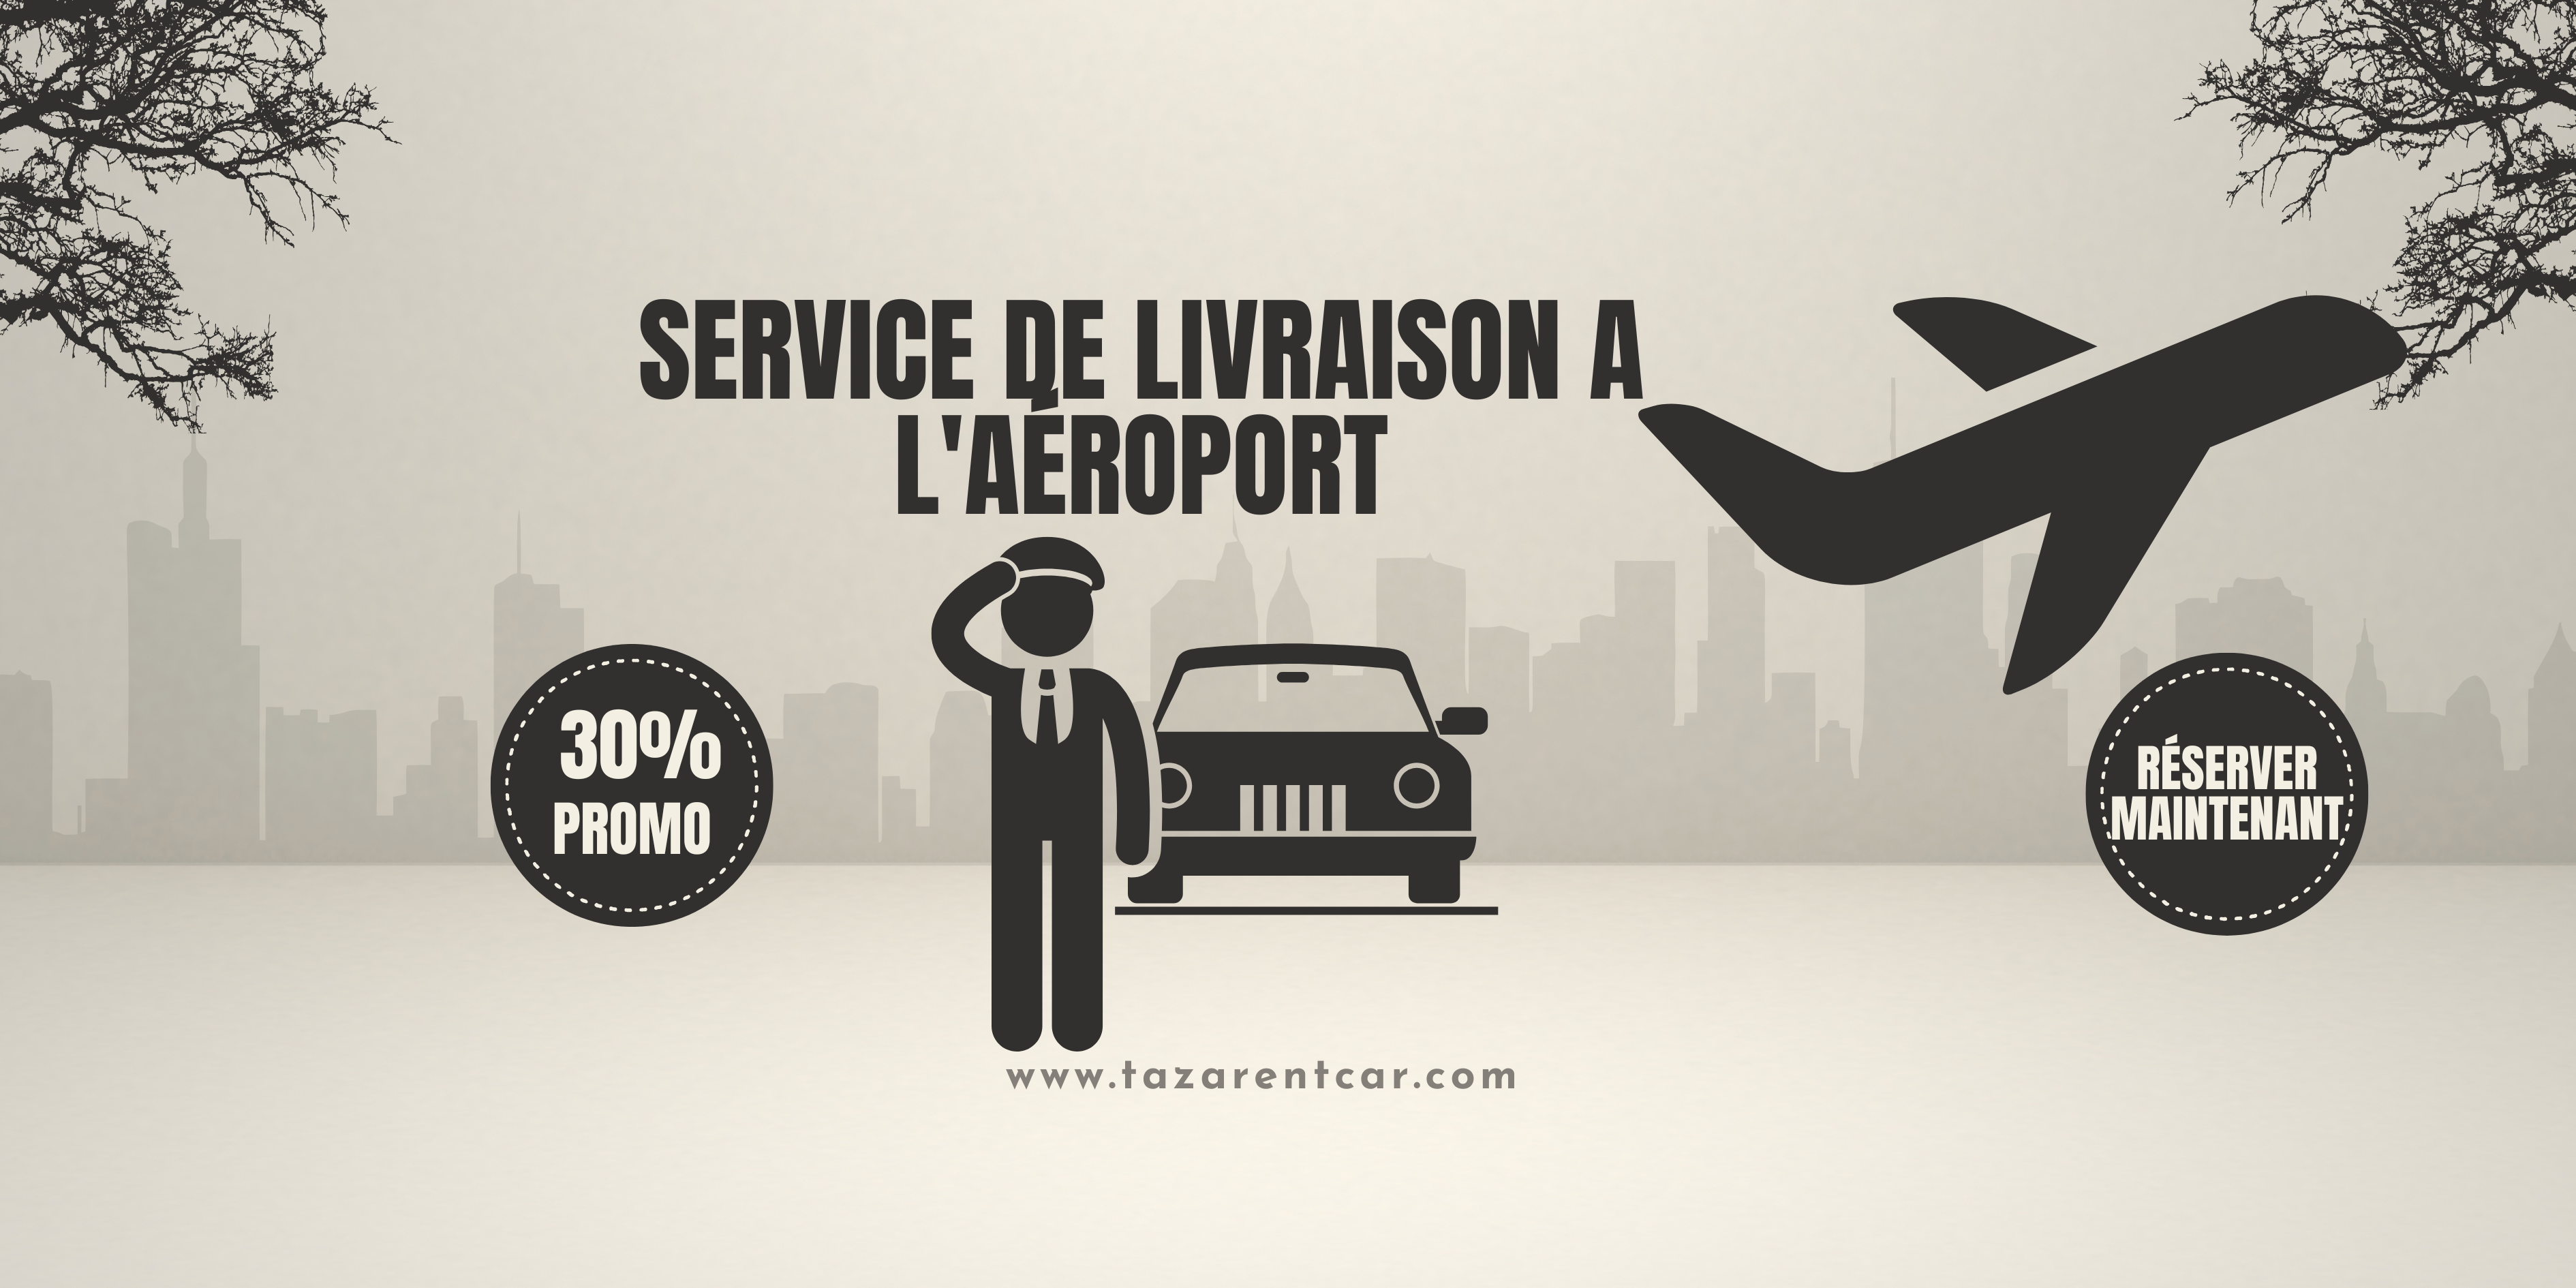 SERVICE DE LIVRAISON A
L'AÉROPORT
30%
PROMO
RÉSERVER
MAINTENANT
www.tazarentcar.com